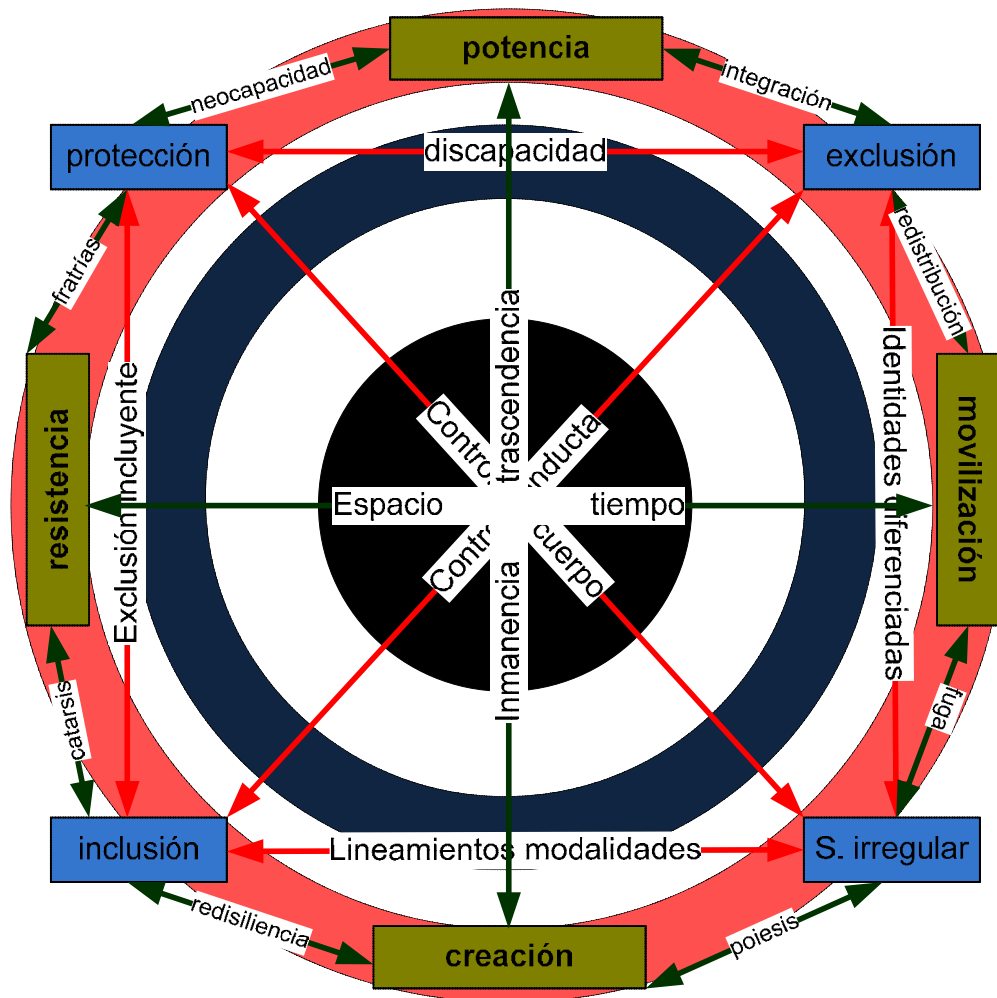 potencia
neocapacidad
integración
protección
discapacidad
exclusión
fratrías
redistribución
trascendencia
Exclusión incluyente
Identidades diferenciadas
resistencia
movilización
Espacio
tiempo
cuerpo
Inmanencia
catarsis
fuga
inclusión
Lineamientos modalidades
S. irregular
redisiliencia
creación
poiesis